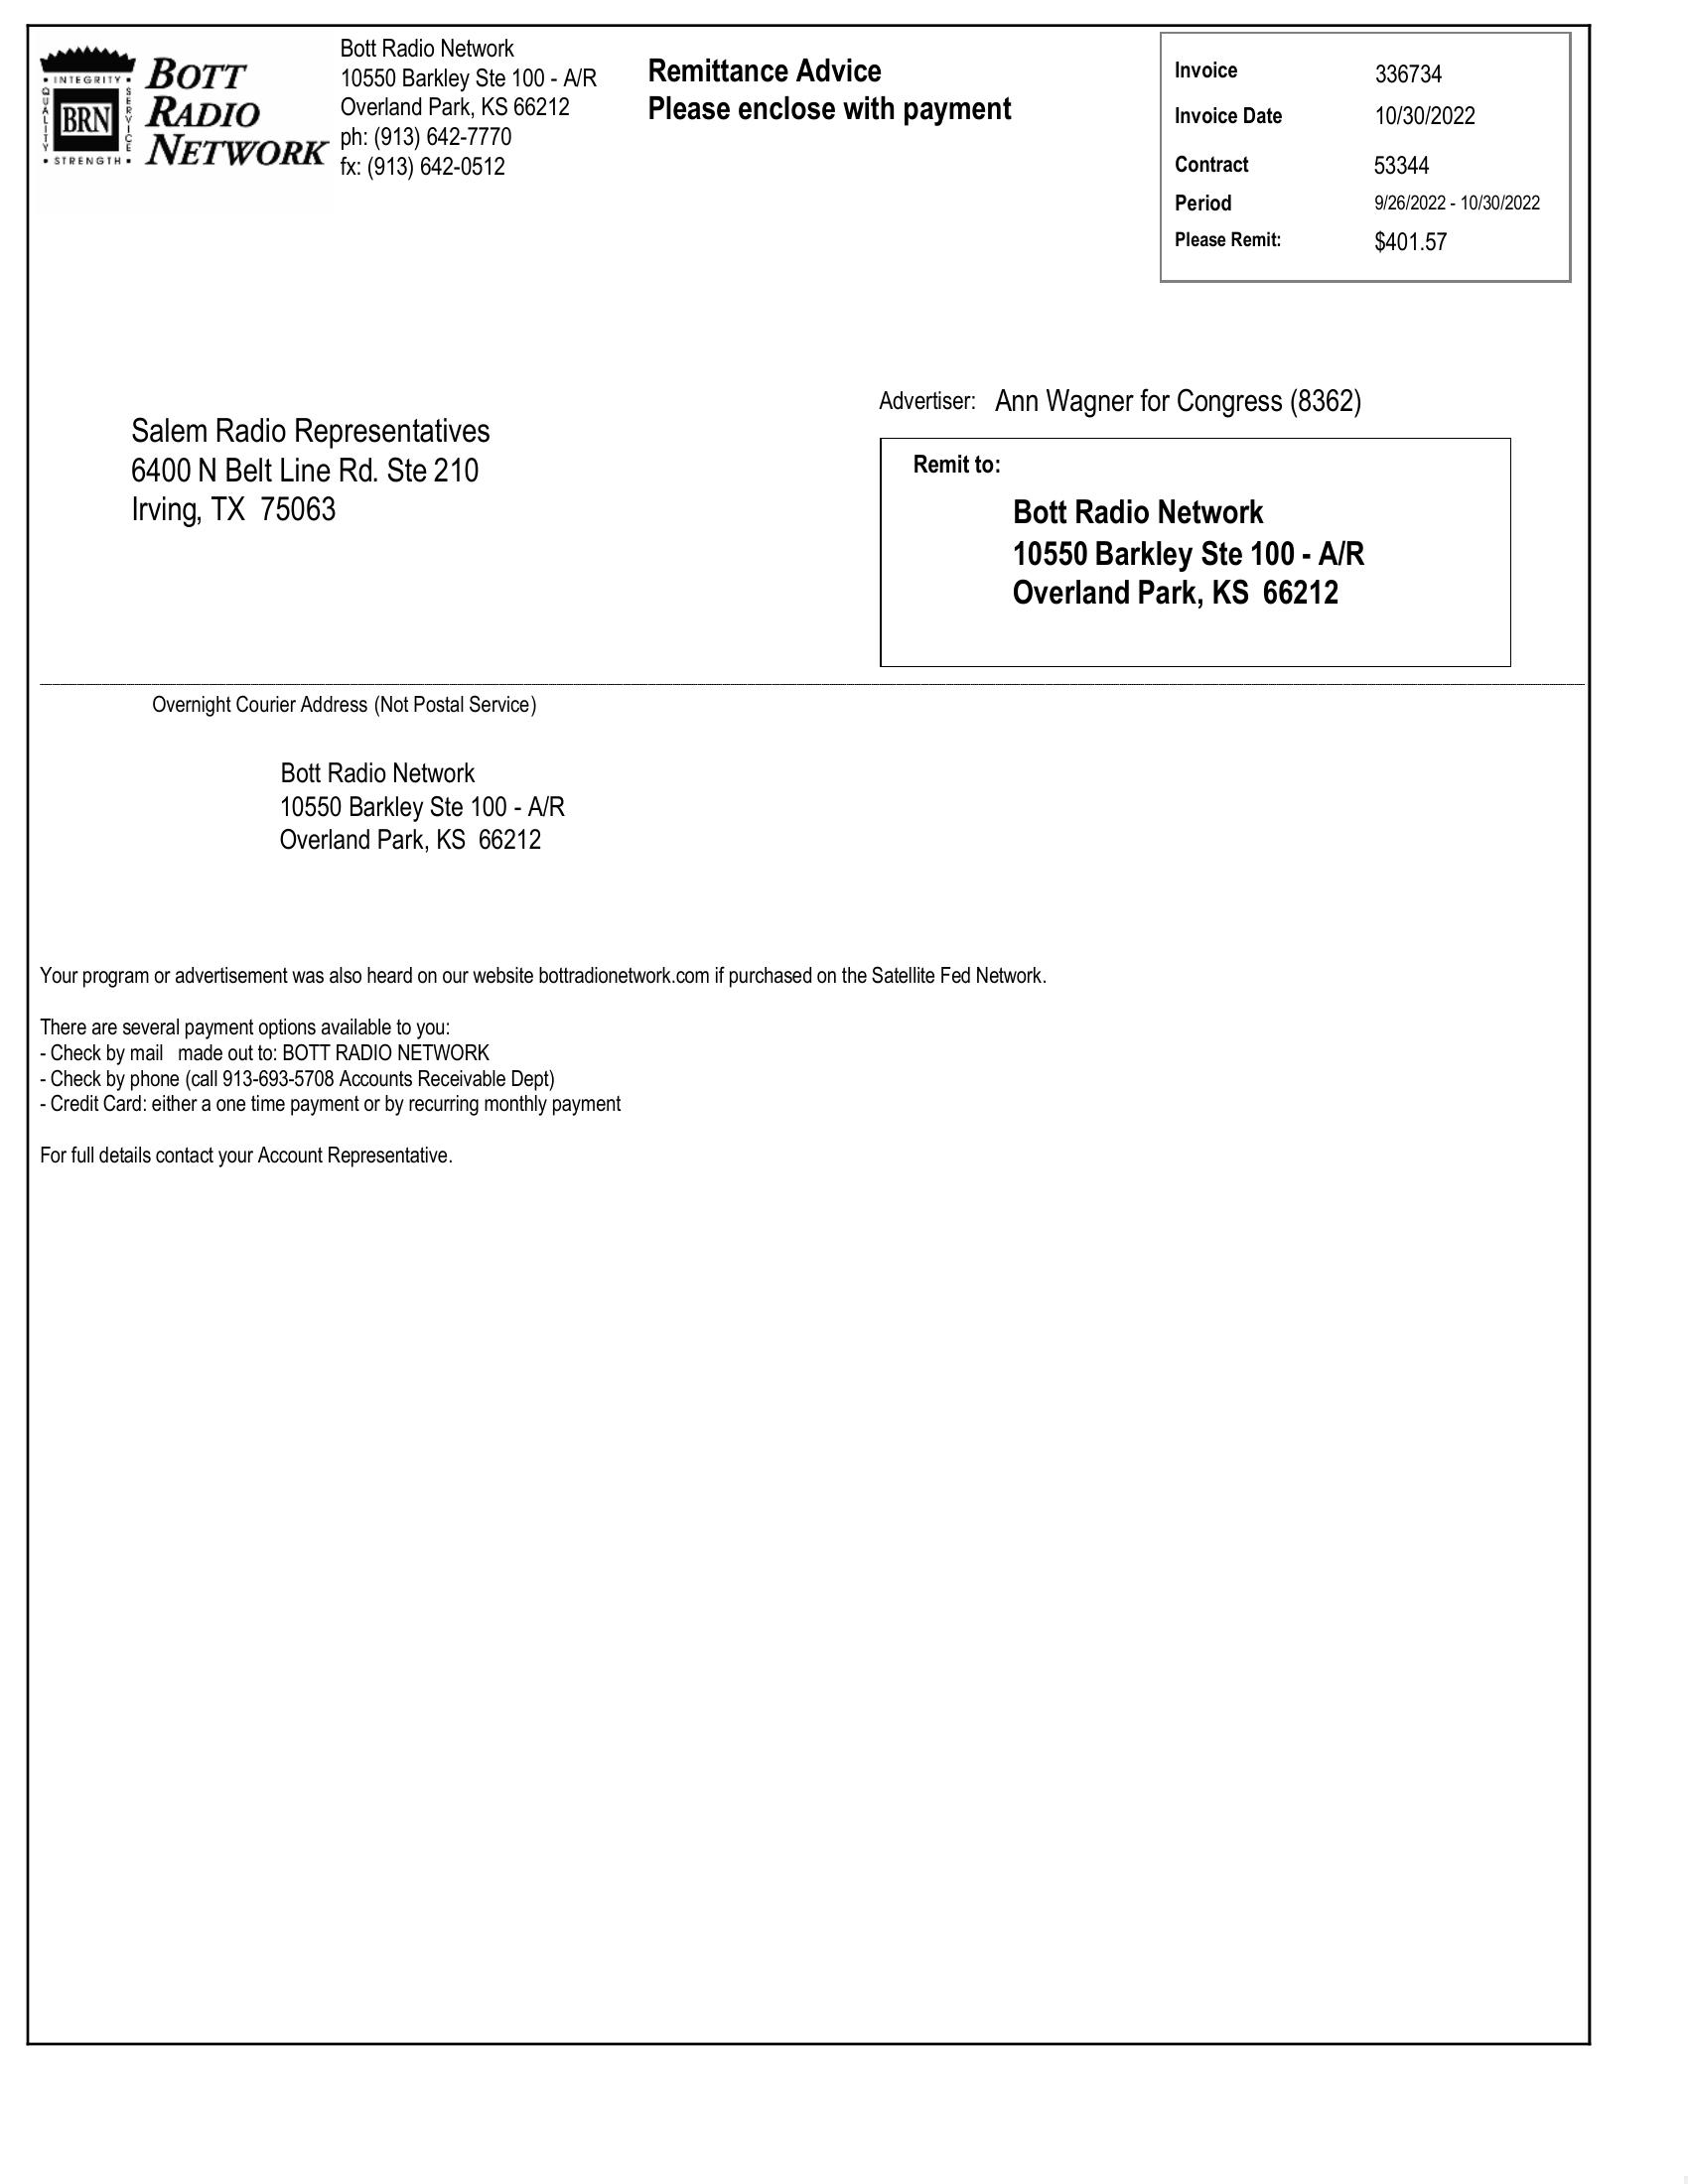 INTEGRITY
QUALITY
SERVICE
BRN
STRENGTH
BOTT
RADIO
NETWORK
Bott Radio Network
10550 Barkley Ste 100 - A/R
Overland Park, KS 66212
ph: (913) 642-7770
fx: (913) 642-0512
Remittance Advice
Please enclose with payment
Invoice 336734
Invoice Date 10/30/2022
Contract 53344
Period 9/26/2022 - 10/30/2022
Please Remit: $401.57
Salem Radio Representatives
6400 N Belt Line Rd. Ste 210
Irving, TX 75063
Advertiser: Ann Wagner for Congress (8362)
Remit to:
Bott Radio Network
10550 Barkley Ste 100 - A/R
Overland Park, KS 66212
Overnight Courier Address (Not Postal Service)
Bott Radio Network
10550 Barkley Ste 100 - A/R
Overland Park, KS 66212
Your program or advertisement was also heard on our website bottradionetwork.com if purchased on the Satellite Fed Network.
There are several payment options available to you:
- Check by mail made out to: BOTT RADIO NETWORK
- Check by phone (call 913-693-5708 Accounts Receivable Dept)
- Credit Card: either a one time payment or by recurring monthly payment
For full details contact your Account Representative.